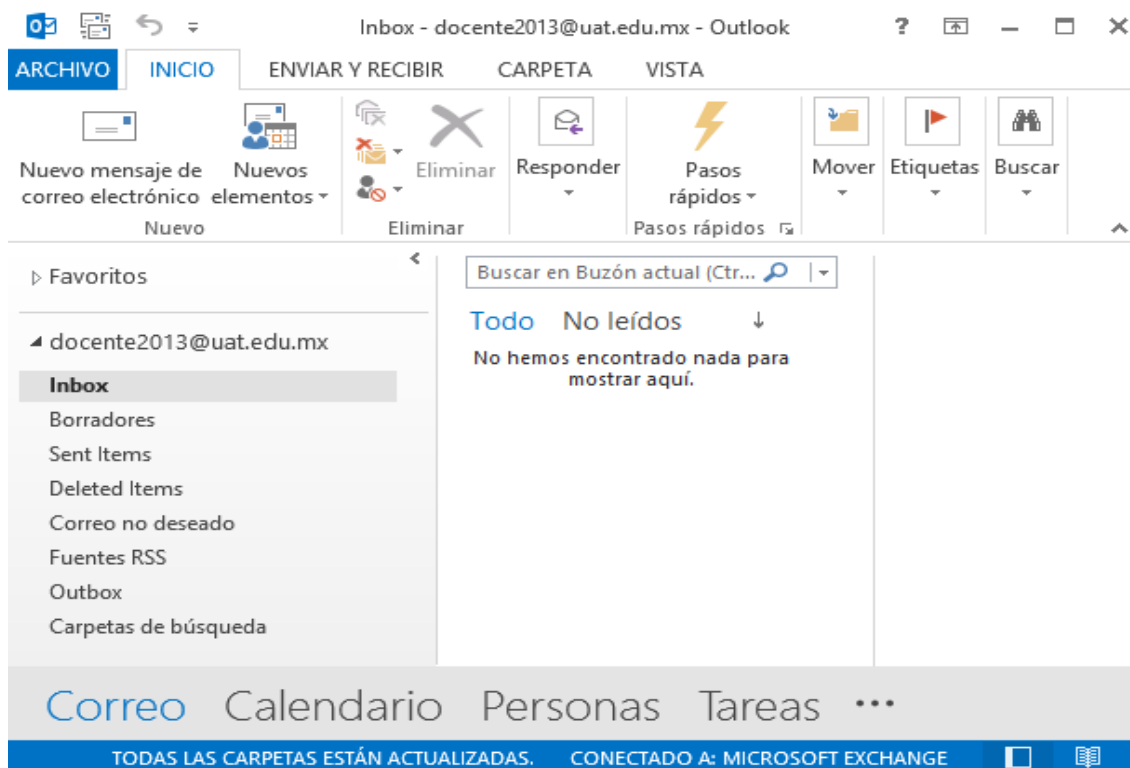 Inbox - docente2013@uat.edu.mx - Outlook
ARCHIVO INICIO ENVIAR Y RECIBIR CARPETA VISTA
Nuevo mensaje de correo electrónico
Nuevos elementos
Eliminar
Responder
Pasos rápidos
Mover
Etiquetas
Buscar
Nuevo
Eliminar
Pasos rápidos
Favoritos
docente2013@uat.edu.mx
Inbox
Borradores
Sent Items
Deleted Items
Correo no deseado
Fuentes RSS
Outbox
Carpetas de búsqueda
Buscar en Buzón actual (Ctr...
Todo No leídos
No hemos encontrado nada para
mostrar aquí.
Correo Calendario Personas Tareas ...
TODAS LAS CARPETAS ESTÁN ACTUALIZADAS. CONECTADO A: MICROSOFT EXCHANGE